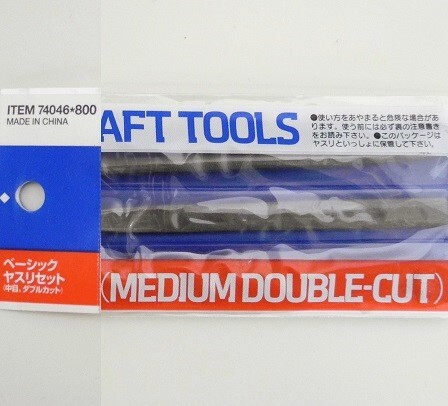 ITEM 74046*800
MADE IN CHINA
AFT TOOLS
●使い方をあやまると危険な場合があ
ります。使う前には必ず裏の注意書き
をお読み下さい。●このパッケージは
ヤスリといっしょに保管して下さい。
ベーシック
ヤスリセット
(中目、ダブルカット)
(MEDIUM DOUBLE-CUT)